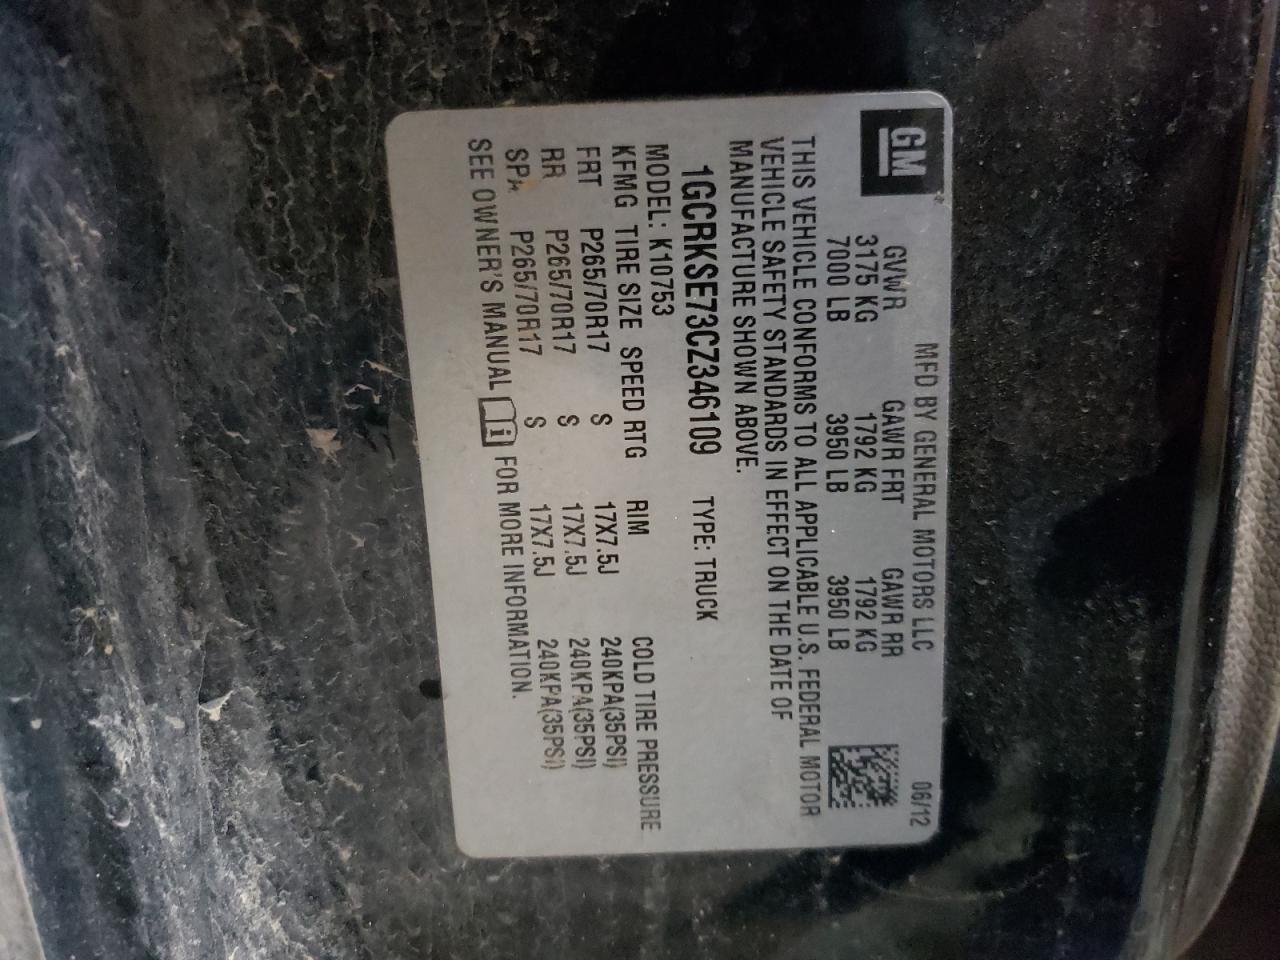 GM
MFD BY GENERAL MOTORS LLC 06/12
GVWR GAWR FRT GAWR RR
3175 KG 1792 KG 1792 KG
7000 LB 3950 LB 3950 LB
THIS VEHICLE CONFORMS TO ALL APPLICABLE U.S. FEDERAL MOTOR
VEHICLE SAFETY STANDARDS IN EFFECT ON THE DATE OF
MANUFACTURE SHOWN ABOVE.
1GCRKSE73CZ346109 TYPE: TRUCK
MODEL: K10753
KFMG TIRE SIZE SPEED RTG RIM COLD TIRE PRESSURE
FRT P265/70R17 S 17X7.5J 240KPA(35PSI)
RR P265/70R17 S 17X7.5J 240KPA(35PSI)
SPA P265/70R17 S 17X7.5J 240KPA(35PSI)
SEE OWNER'S MANUAL i FOR MORE INFORMATION.